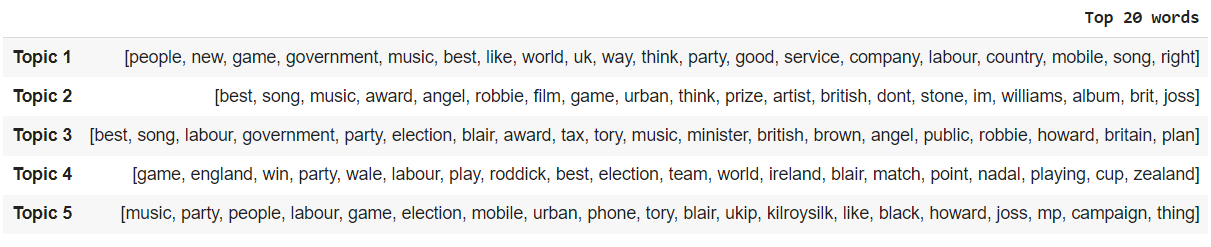 Top 20 words
Topic 1 [people, new, game, government, music, best, like, world, uk, way, think, party, good, service, company, labour, country, mobile, song, right]
Topic 2 [best, song, music, award, angel, robbie, film, game, urban, think, prize, artist, british, dont, stone, im, williams, album, brit, joss]
Topic 3 [best, song, labour, government, party, election, blair, award, tax, tory, music, minister, british, brown, angel, public, robbie, howard, britain, plan]
Topic 4 [game, england, win, party, wale, labour, play, roddick, best, election, team, world, ireland, blair, match, point, nadal, playing, cup, zealand]
Topic 5 [music, party, people, labour, game, election, mobile, urban, phone, tory, blair, ukip, kilroysilk, like, black, howard, joss, mp, campaign, thing]